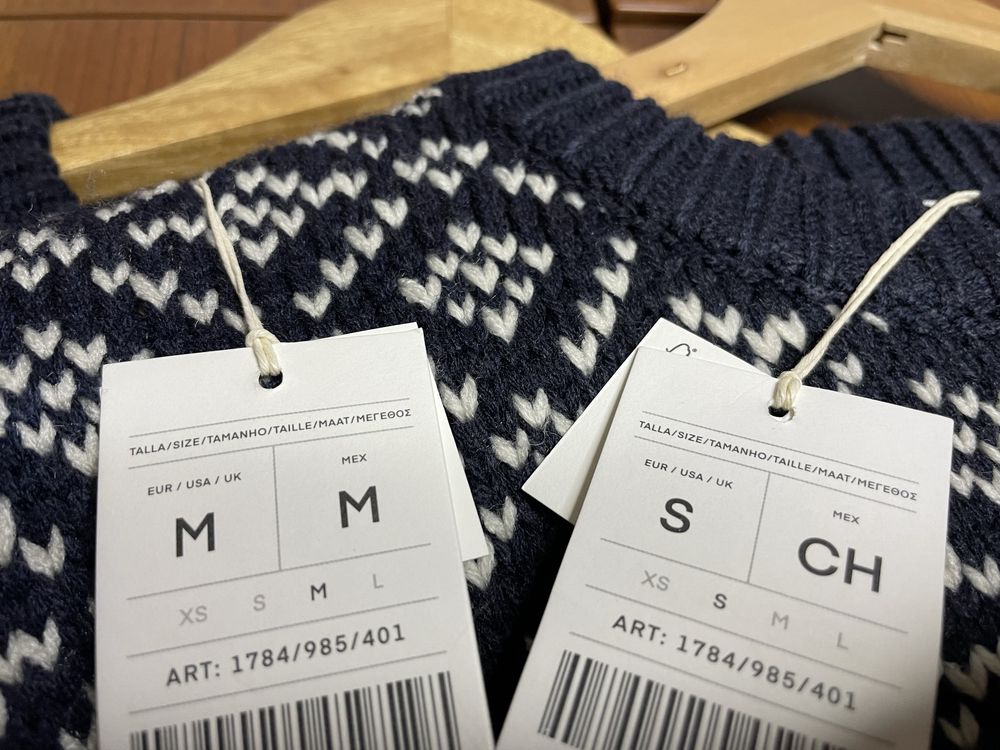 TALLA/SIZE/TAMANHO/TAILLE/MAAT/ΜΕΓΕΘΟΣ
EUR / USA / UK
MEX
M
M
XS S M L
ART: 1784/985/401
TALLA/SIZE/TAMANHO/TAILLE/MAAT/ΜΕΓΕΘΟΣ
EUR / USA / UK
MEX
S
CH
XS S M L
ART: 1784/985/401